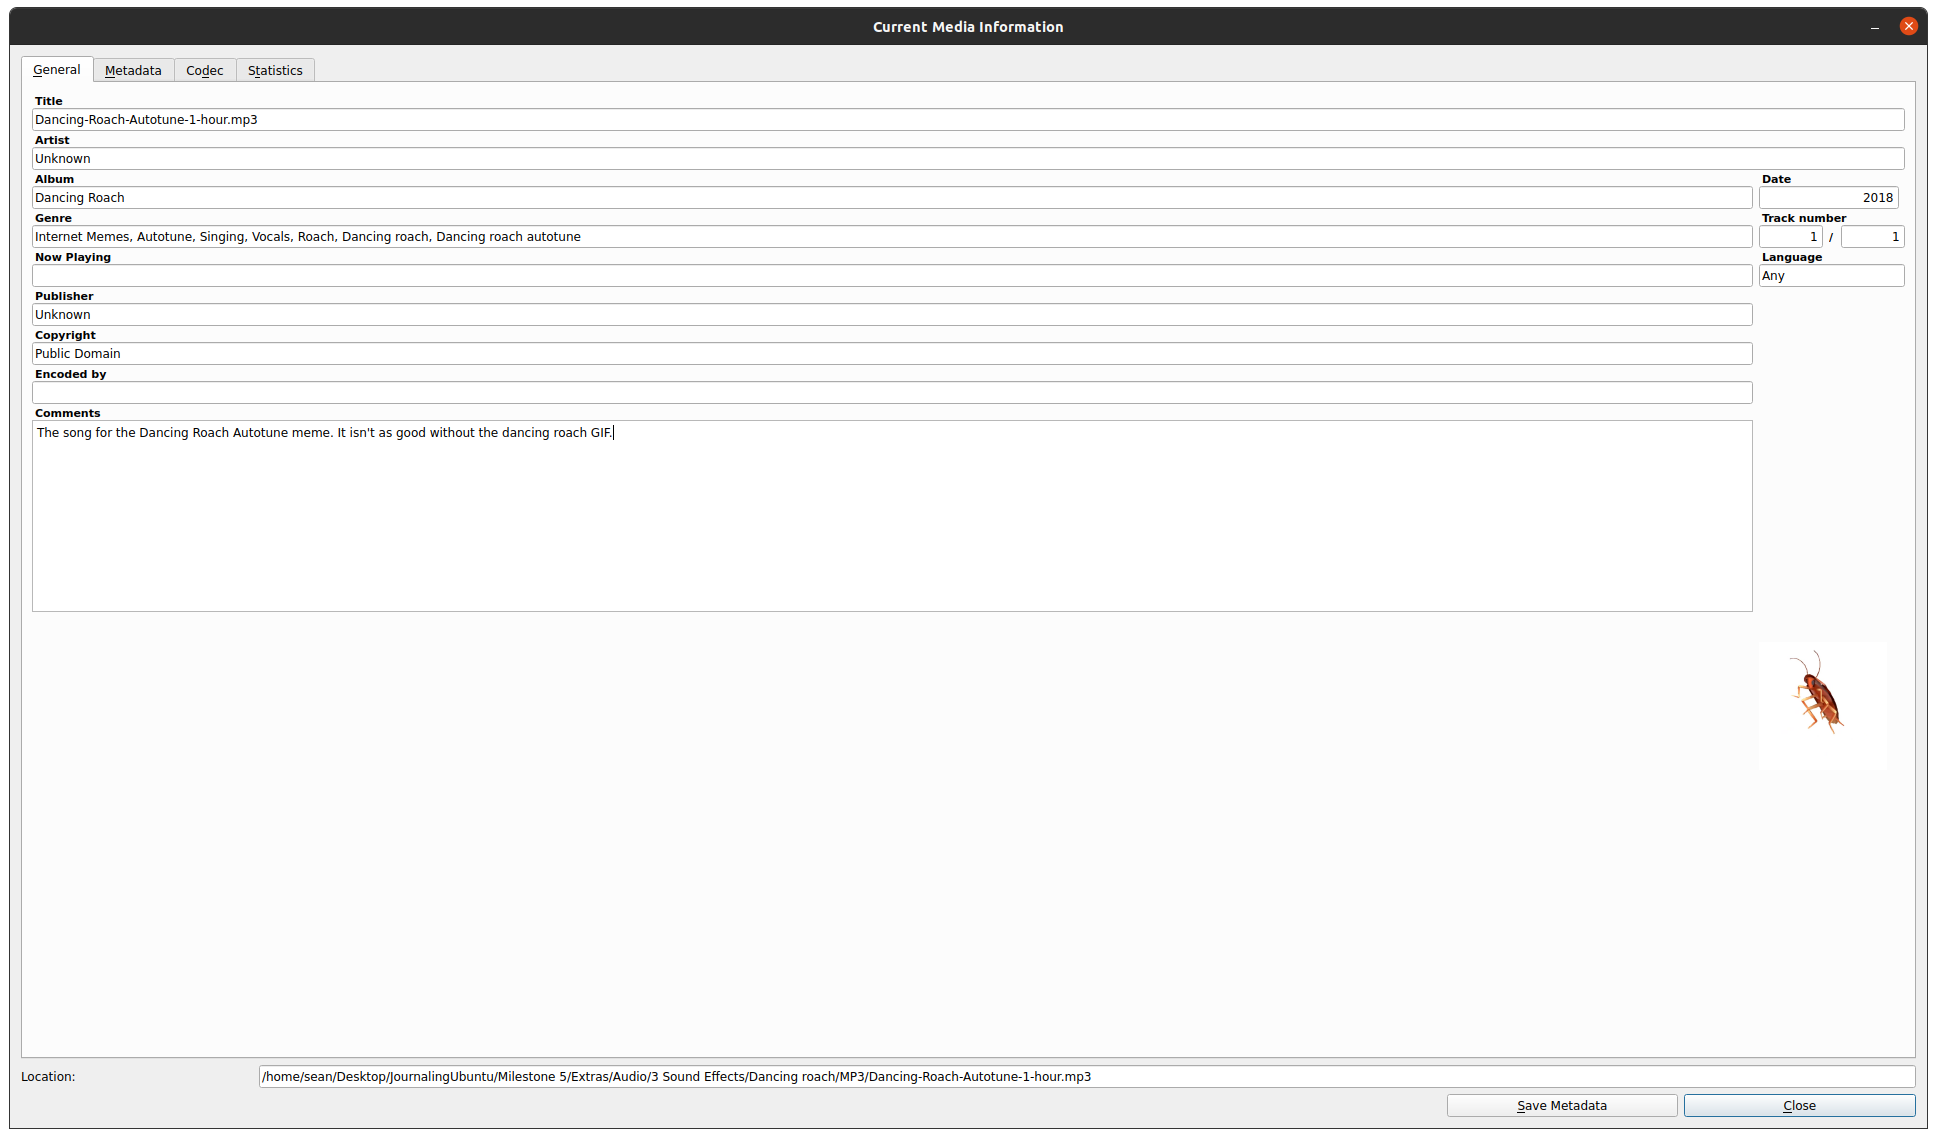 Current Media Information
General Metadata Codec Statistics
Title
Dancing-Roach-Autotune-1-hour.mp3
Artist
Unknown
Album Date
Dancing Roach 2018
Genre Track number
Internet Memes, Autotune, Singing, Vocals, Roach, Dancing roach, Dancing roach autotune 1 / 1
Now Playing Language
Any
Publisher
Unknown
Copyright
Public Domain
Encoded by
Comments
The song for the Dancing Roach Autotune meme. It isn't as good without the dancing roach GIF.
Location: /home/sean/Desktop/JournalingUbuntu/Milestone 5/Extras/Audio/3 Sound Effects/Dancing roach/MP3/Dancing-Roach-Autotune-1-hour.mp3
Save Metadata Close